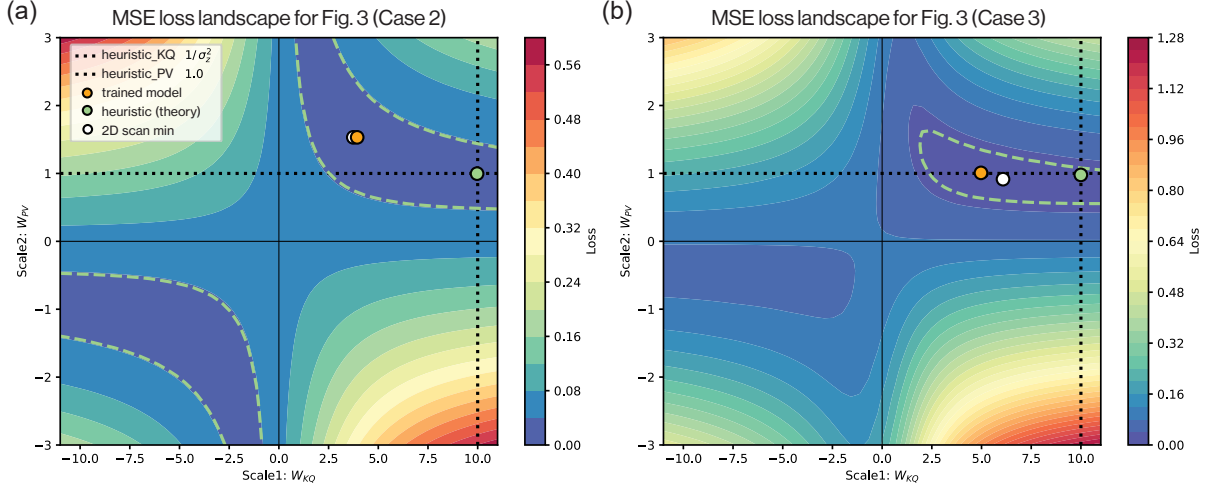 (a)
MSE loss landscape for Fig. 3 (Case 2)
heuristic_KQ 1/σ_z^2
heuristic_PV 1.0
trained model
heuristic (theory)
2D scan min
3
2
1
0
−1
−2
−3
Scale2: W_PV
−10.0 −7.5 −5.0 −2.5 0.0 2.5 5.0 7.5 10.0
Scale1: W_KQ
0.56
0.48
0.40
0.32
0.24
0.16
0.08
0.00
Loss
(b)
MSE loss landscape for Fig. 3 (Case 3)
3
2
1
0
−1
−2
−3
Scale2: W_PV
−10.0 −7.5 −5.0 −2.5 0.0 2.5 5.0 7.5 10.0
Scale1: W_KQ
1.28
1.12
0.96
0.80
0.64
0.48
0.32
0.16
0.00
Loss